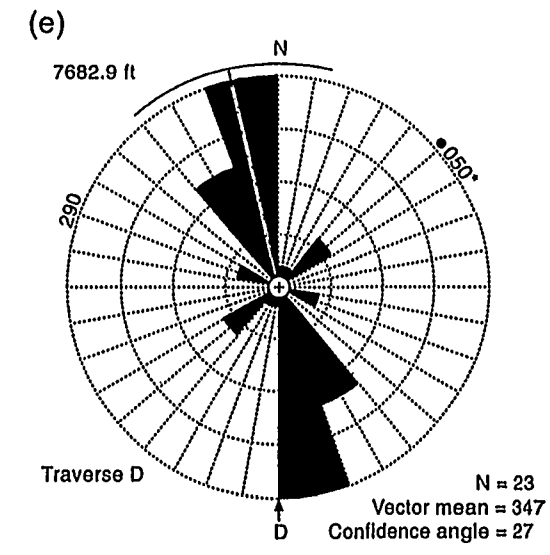 (e)
N
7682.9 ft
050*
290
Traverse D
D
N = 23
Vector mean = 347
Confidence angle = 27